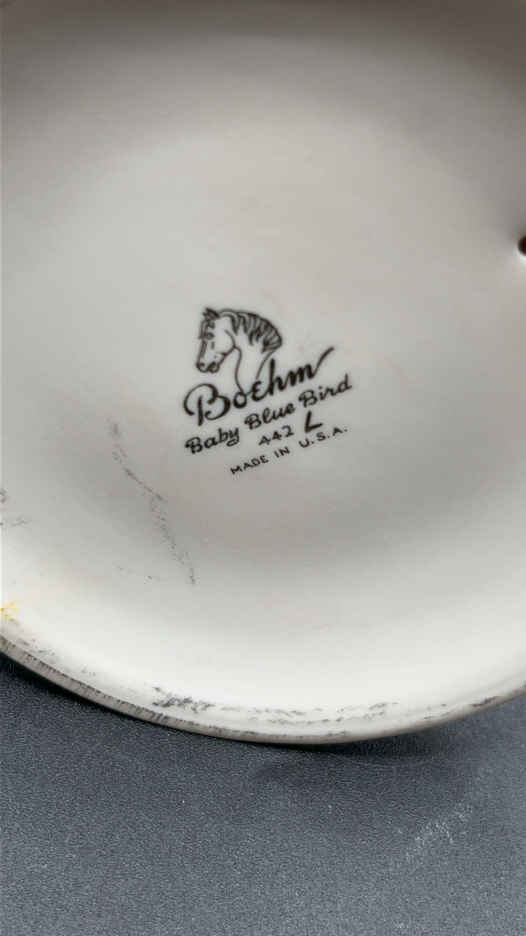 Boehm
Baby Blue Bird
442 L
MADE IN U.S.A.